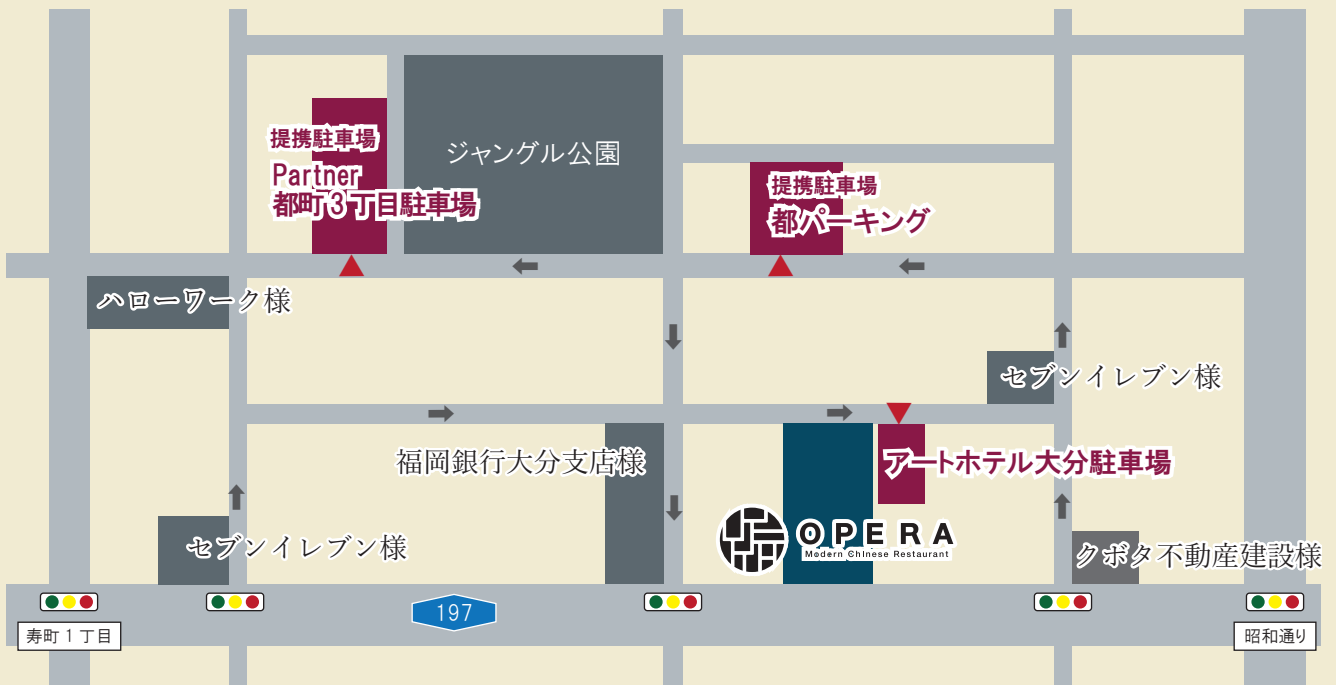 提携駐車場
Partner
都町3丁目駐車場
ジャングル公園
提携駐車場
都パーキング
ハローワーク様
セブンイレブン様
福岡銀行大分支店様
アートホテル大分駐車場
セブンイレブン様
OPERA
Modern Chinese Restaurant
クボタ不動産建設様
197
寿町1丁目
昭和通り